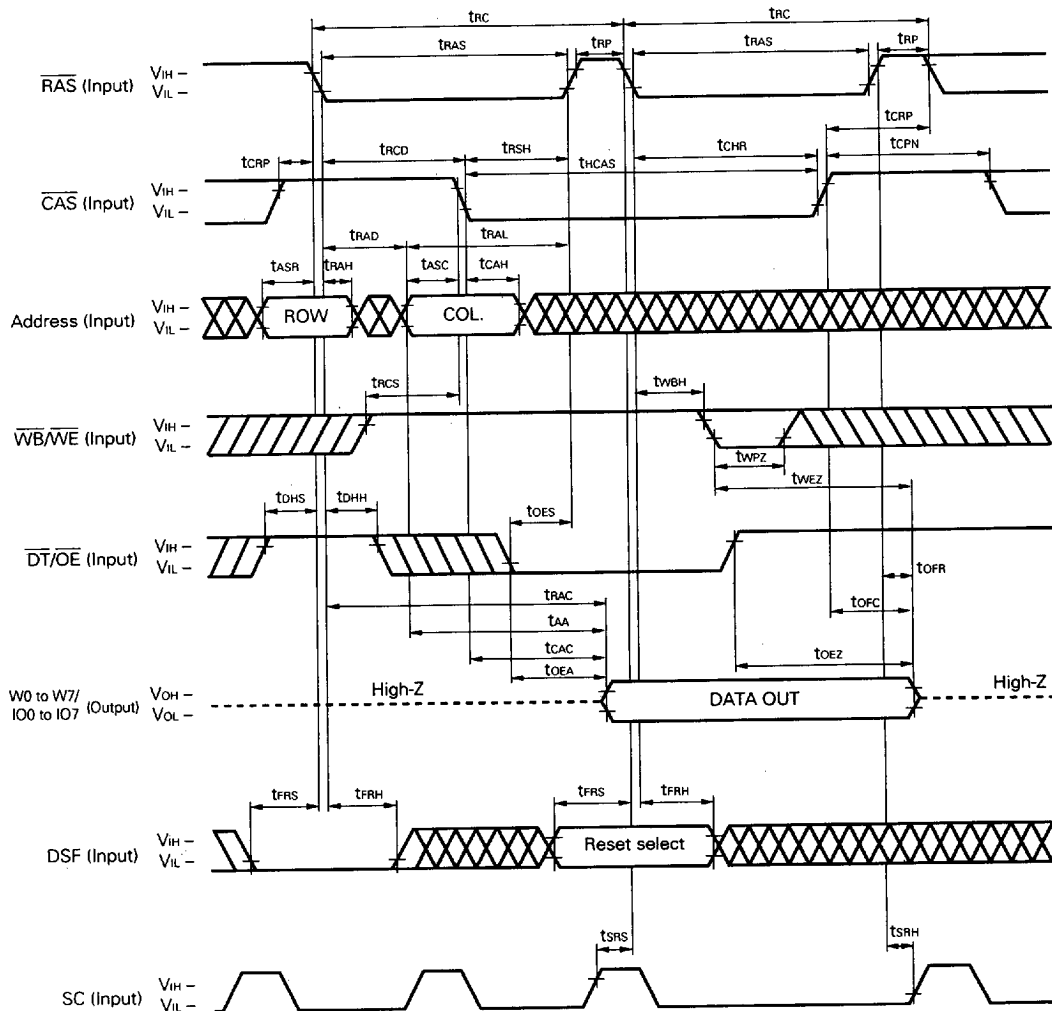 tRC tRC
tRAS tRP tRAS tRP
RAS (Input) VIH VIL
tCRP
tCRP tRCD tRSH tCHR tCPN
tHCAS
CAS (Input) VIH VIL
tRAD tRAL
tASR tRAH tASC tCAH
Address (Input) VIH VIL ROW COL.
tRCS tWBH
WB/WE (Input) VIH VIL
tWPZ
tWEZ
tDHS tDHH tOES
DT/OE (Input) VIH VIL
tOFR
tRAC tOFC
tAA
tCAC
tOEA tOEZ
W0 to W7/ IO0 to IO7 (Output) VOH VOL High-Z DATA OUT High-Z
tFRS tFRH tFRS tFRH
DSF (Input) VIH VIL Reset select
tSRS tSRH
SC (Input) VIH VIL